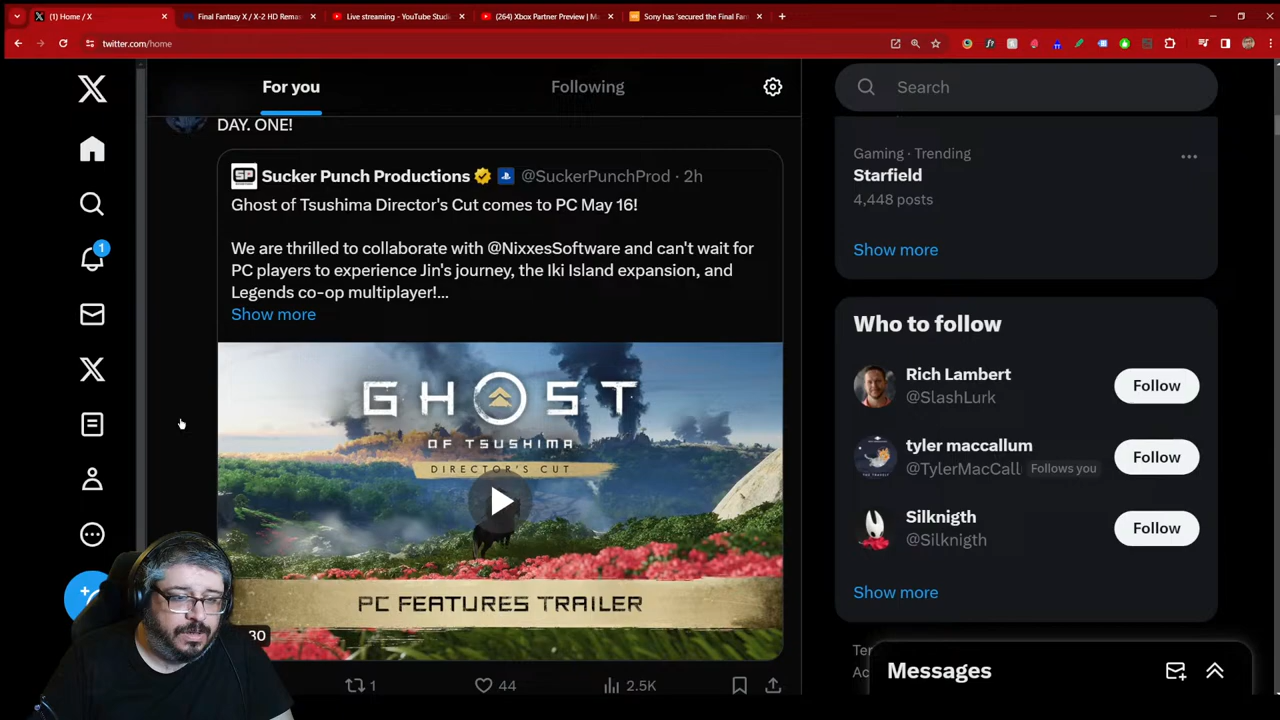 (1) Home / X
Final Fantasy X / X-2 HD Remas
Live streaming - YouTube Studi
(264) Xbox Partner Preview | Ma
Sony has 'secured the Final Fan
twitter.com/home
For you
Following
Search
DAY. ONE!
SP
Sucker Punch Productions @SuckerPunchProd · 2h
Ghost of Tsushima Director's Cut comes to PC May 16!
We are thrilled to collaborate with @NixxesSoftware and can't wait for
PC players to experience Jin's journey, the Iki Island expansion, and
Legends co-op multiplayer!...
Show more
GHOST
OF TSUSHIMA
DIRECTOR'S CUT
PC FEATURES TRAILER
30
1
44
2.5K
1
Gaming · Trending
Starfield
4,448 posts
Show more
Who to follow
Rich Lambert
@SlashLurk
Follow
tyler maccallum
@TylerMacCall Follows you
Follow
Silknigth
@Silknigth
Follow
Show more
Messages